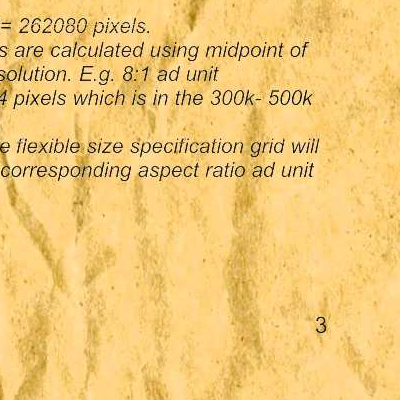 = 262080 pixels.
s are calculated using midpoint of
solution. E.g. 8:1 ad unit
4 pixels which is in the 300k- 500k
e flexible size specification grid will
corresponding aspect ratio ad unit
3